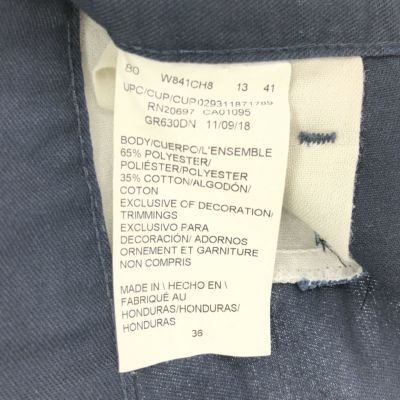 80 W841CH8 13 41
UPC/CUP/CUP029311871769
RN20697 CA01095
GR630DN 11/09/18
BODY/CUERPO/L'ENSEMBLE
65% POLYESTER/
POLIÉSTER/POLYESTER
35% COTTON/ALGODÓN/
COTON
EXCLUSIVE OF DECORATION/
TRIMMINGS
EXCLUSIVO PARA
DECORACIÓN/ ADORNOS
ORNEMENT ET GARNITURE
NON COMPRIS
MADE IN \ HECHO EN \
FABRIQUÉ AU
HONDURAS/HONDURAS/
HONDURAS
36